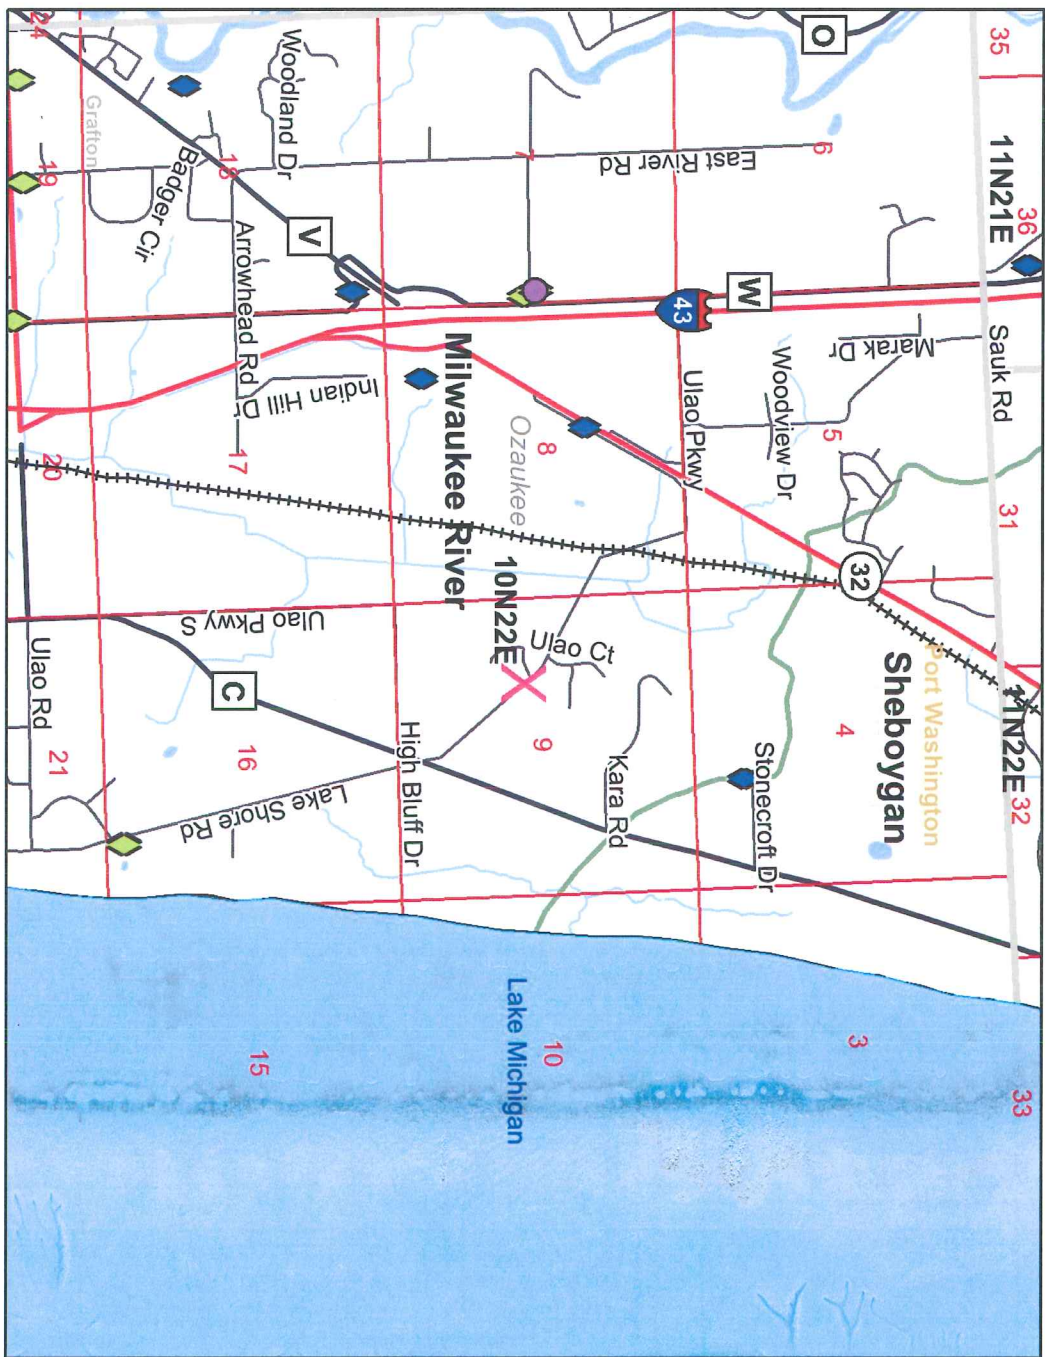 35
36
11N21E
Sauk Rd
31
11N22E
32
33
Port Washington
Marak Dr
Sheboygan
32
3
4
5
6
O
Woodview Dr
Stonecroft Dr
W
East River Rd
43
Ulao Pkwy
Kara Rd
Ulao Ct
10
9
8
7
Ozaukee
10N22E
Lake Michigan
Milwaukee River
High Bluff Dr
Indian Hill Dr
Lake Shore Rd
V
Ulao Pkwy S
Woodland Dr
Arrowhead Rd
18
17
16
15
C
Badger Cir
Grafton
19
20
21
24
Ulao Rd